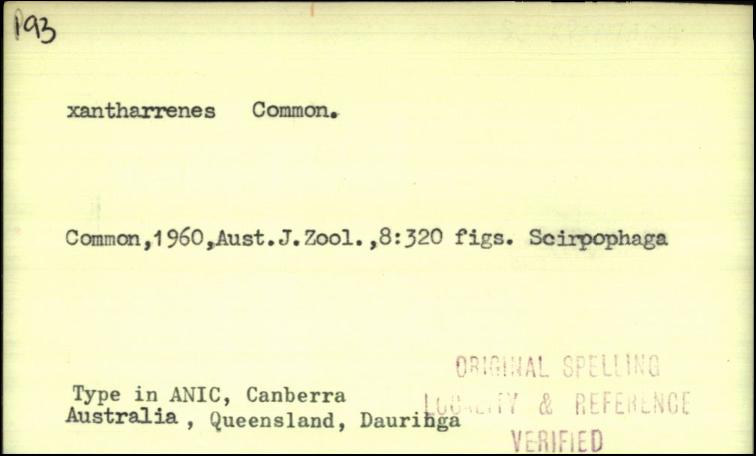 P93
xantharrenes Common.
Common,1960,Aust.J.Zool.,8:320 figs. Scirpophaga
ORIGINAL SPELLING
Type in ANIC, Canberra
LOCALITY & REFERENCE
Australia, Queensland, Dauringa
VERIFIED